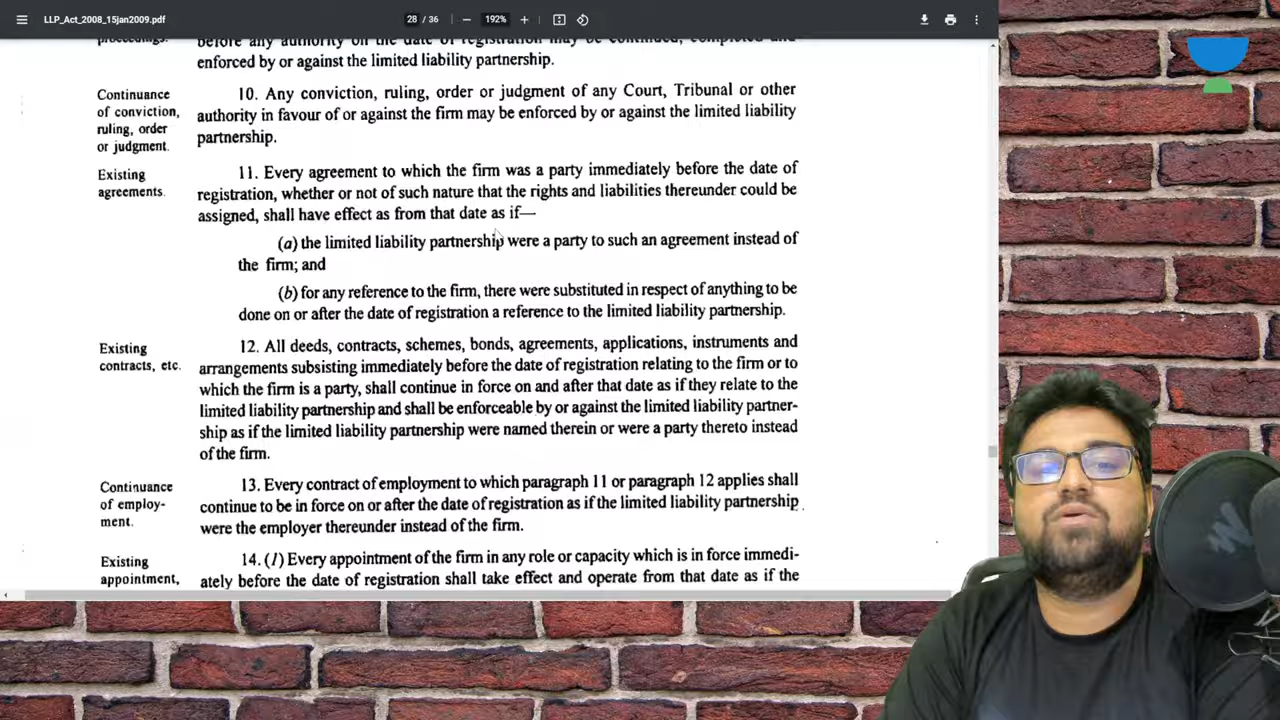 LLP_Act_2008_15jan2009.pdf
28 / 36
192%
proceedings.
before any authority on the date of registration may be continued, completed and
enforced by or against the limited liability partnership.
Continuance
of conviction,
ruling, order
or judgment.
10. Any conviction, ruling, order or judgment of any Court, Tribunal or other
authority in favour of or against the firm may be enforced by or against the limited liability
partnership.
Existing
agreements.
11. Every agreement to which the firm was a party immediately before the date of
registration, whether or not of such nature that the rights and liabilities thereunder could be
assigned, shall have effect as from that date as if—
(a) the limited liability partnership were a party to such an agreement instead of
the firm; and
(b) for any reference to the firm, there were substituted in respect of anything to be
done on or after the date of registration a reference to the limited liability partnership.
Existing
contracts, etc.
12. All deeds, contracts, schemes, bonds, agreements, applications, instruments and
arrangements subsisting immediately before the date of registration relating to the firm or to
which the firm is a party, shall continue in force on and after that date as if they relate to the
limited liability partnership and shall be enforceable by or against the limited liability partner-
ship as if the limited liability partnership were named therein or were a party thereto instead
of the firm.
Continuance
of employ-
ment.
13. Every contract of employment to which paragraph 11 or paragraph 12 applies shall
continue to be in force on or after the date of registration as if the limited liability partnership
were the employer thereunder instead of the firm.
Existing
appointment,
14. (1) Every appointment of the firm in any role or capacity which is in force immedi-
ately before the date of registration shall take effect and operate from that date as if the